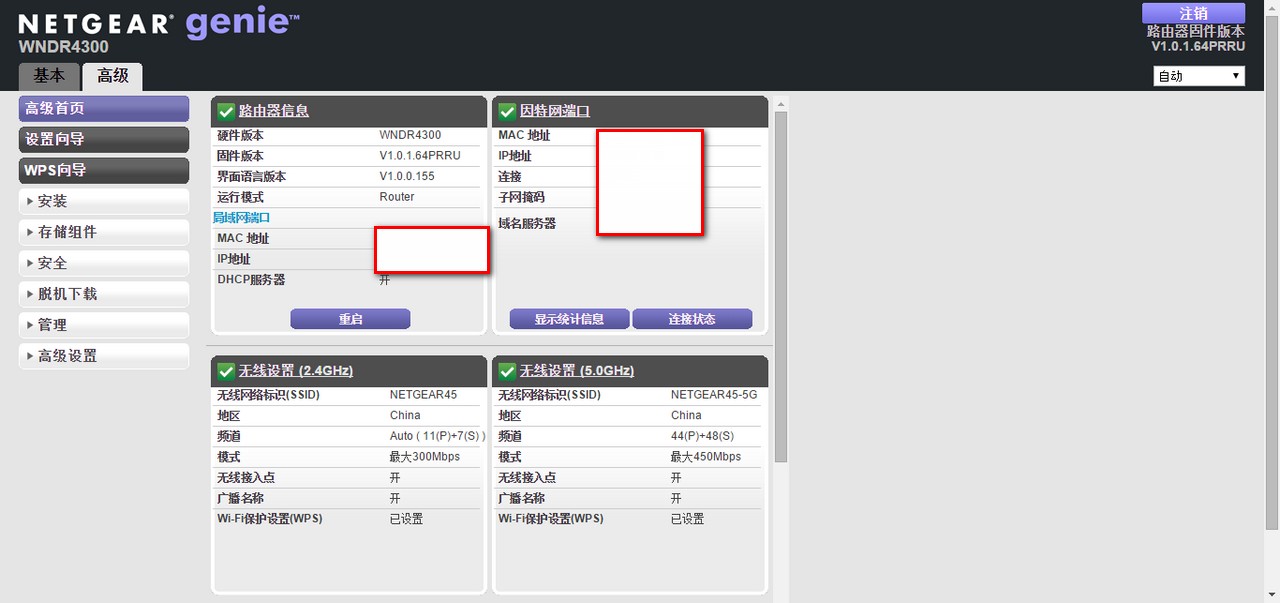 NETGEAR® genie™
WNDR4300
注销
路由器固件版本
V1.0.1.64PRRU
基本
高级
自动
高级首页
设置向导
WPS向导
安装
存储组件
安全
脱机下载
管理
高级设置
路由器信息
硬件版本 WNDR4300
固件版本 V1.0.1.64PRRU
界面语言版本 V1.0.0.155
运行模式 Router
局域网端口
MAC 地址
IP地址
DHCP服务器 开
重启
因特网端口
MAC 地址
IP地址
连接
子网掩码
域名服务器
显示统计信息 连接状态
无线设置 (2.4GHz)
无线网络标识(SSID) NETGEAR45
地区 China
频道 Auto ( 11(P)+7(S) )
模式 最大300Mbps
无线接入点 开
广播名称 开
Wi-Fi保护设置(WPS) 已设置
无线设置 (5.0GHz)
无线网络标识(SSID) NETGEAR45-5G
地区 China
频道 44(P)+48(S)
模式 最大450Mbps
无线接入点 开
广播名称 开
Wi-Fi保护设置(WPS) 已设置